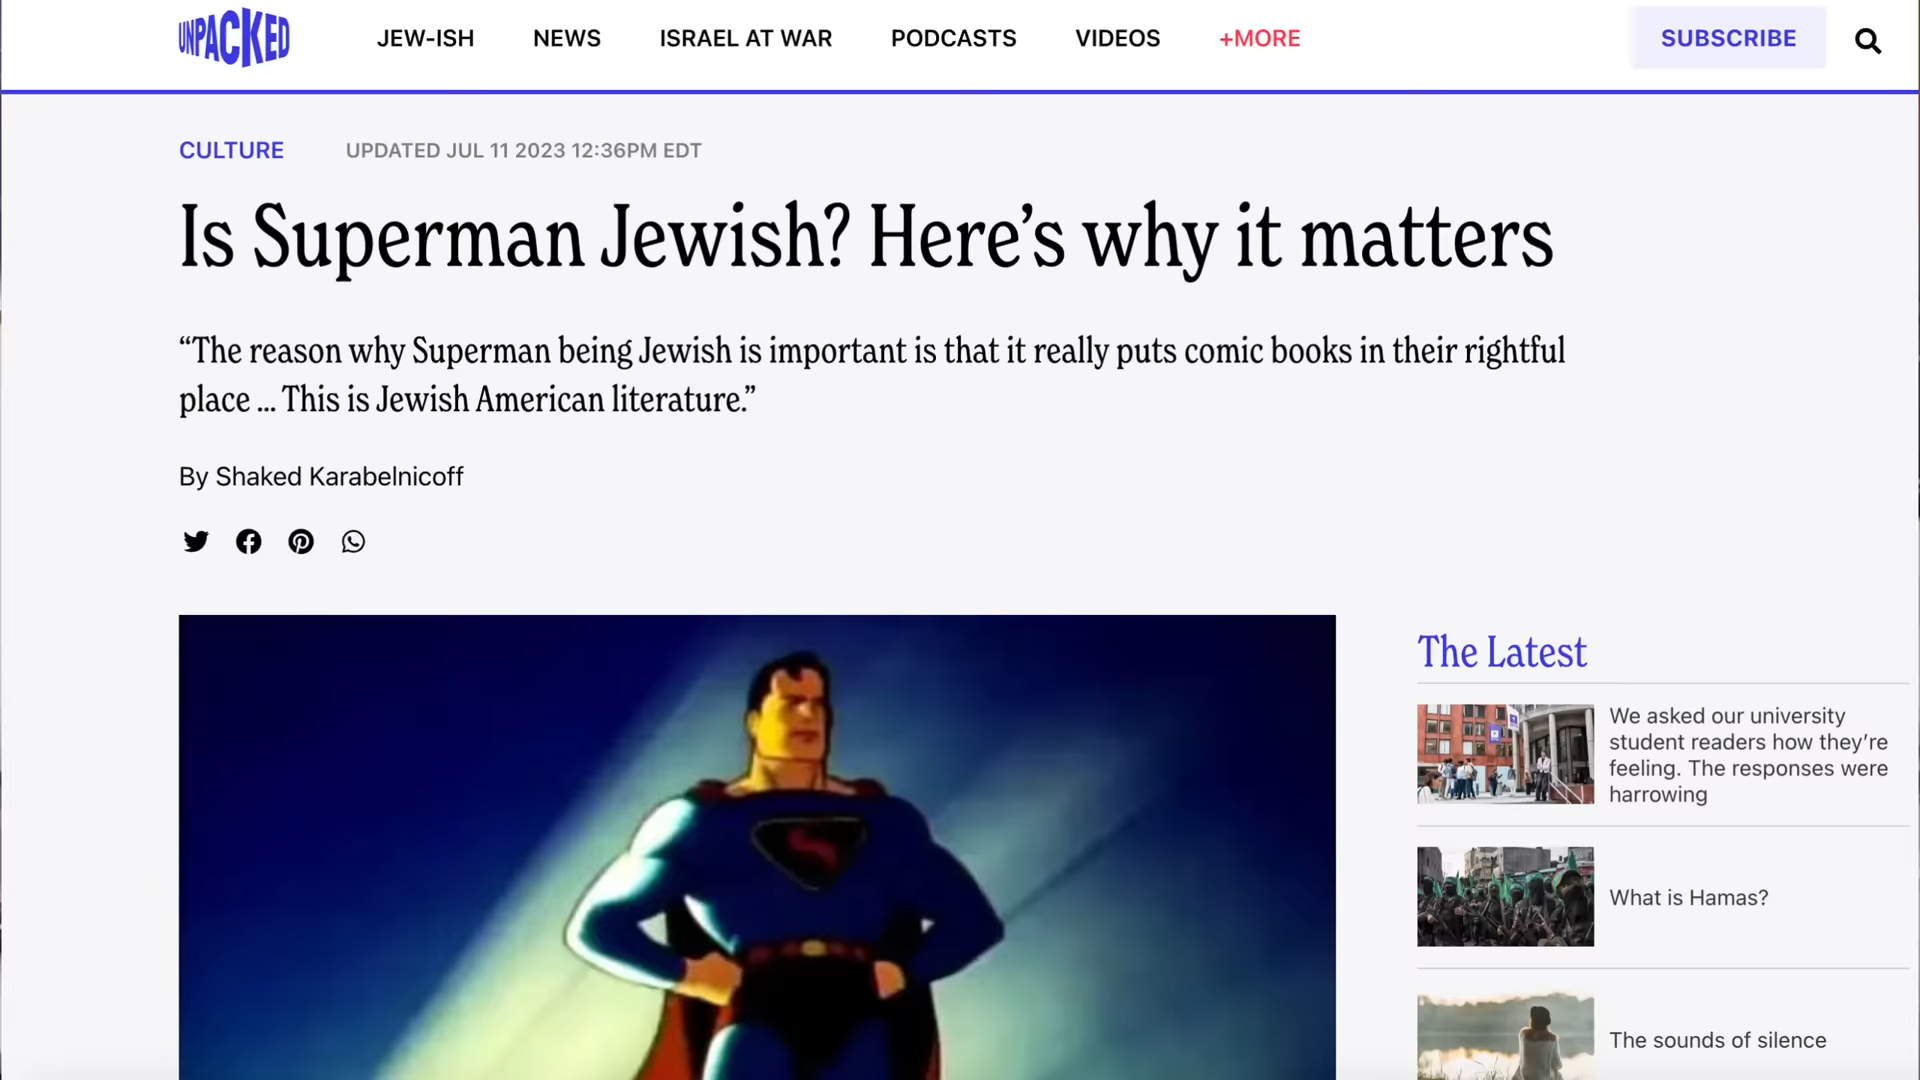 UNPACKED
JEW-ISH NEWS ISRAEL AT WAR PODCASTS VIDEOS +MORE SUBSCRIBE
CULTURE UPDATED JUL 11 2023 12:36PM EDT
Is Superman Jewish? Here’s why it matters
“The reason why Superman being Jewish is important is that it really puts comic books in their rightful
place ... This is Jewish American literature.”
By Shaked Karabelnicoff
S
The Latest
We asked our university
student readers how they’re
feeling. The responses were
harrowing
What is Hamas?
The sounds of silence